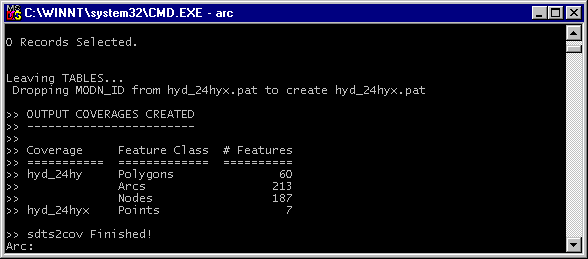 C:\WINNT\system32\CMD.EXE - arc
0 Records Selected.
Leaving TABLES...
Dropping MODN_ID from hyd_24hyx.pat to create hyd_24hyx.pat
>> OUTPUT COVERAGES CREATED
>> -------------------------
>>
>> Coverage Feature Class # Features
>> =========== ============= ==========
>> hyd_24hy Polygons 60
>> Arcs 213
>> Nodes 187
>> hyd_24hyx Points 7
>> sdts2cov Finished!
Arc: